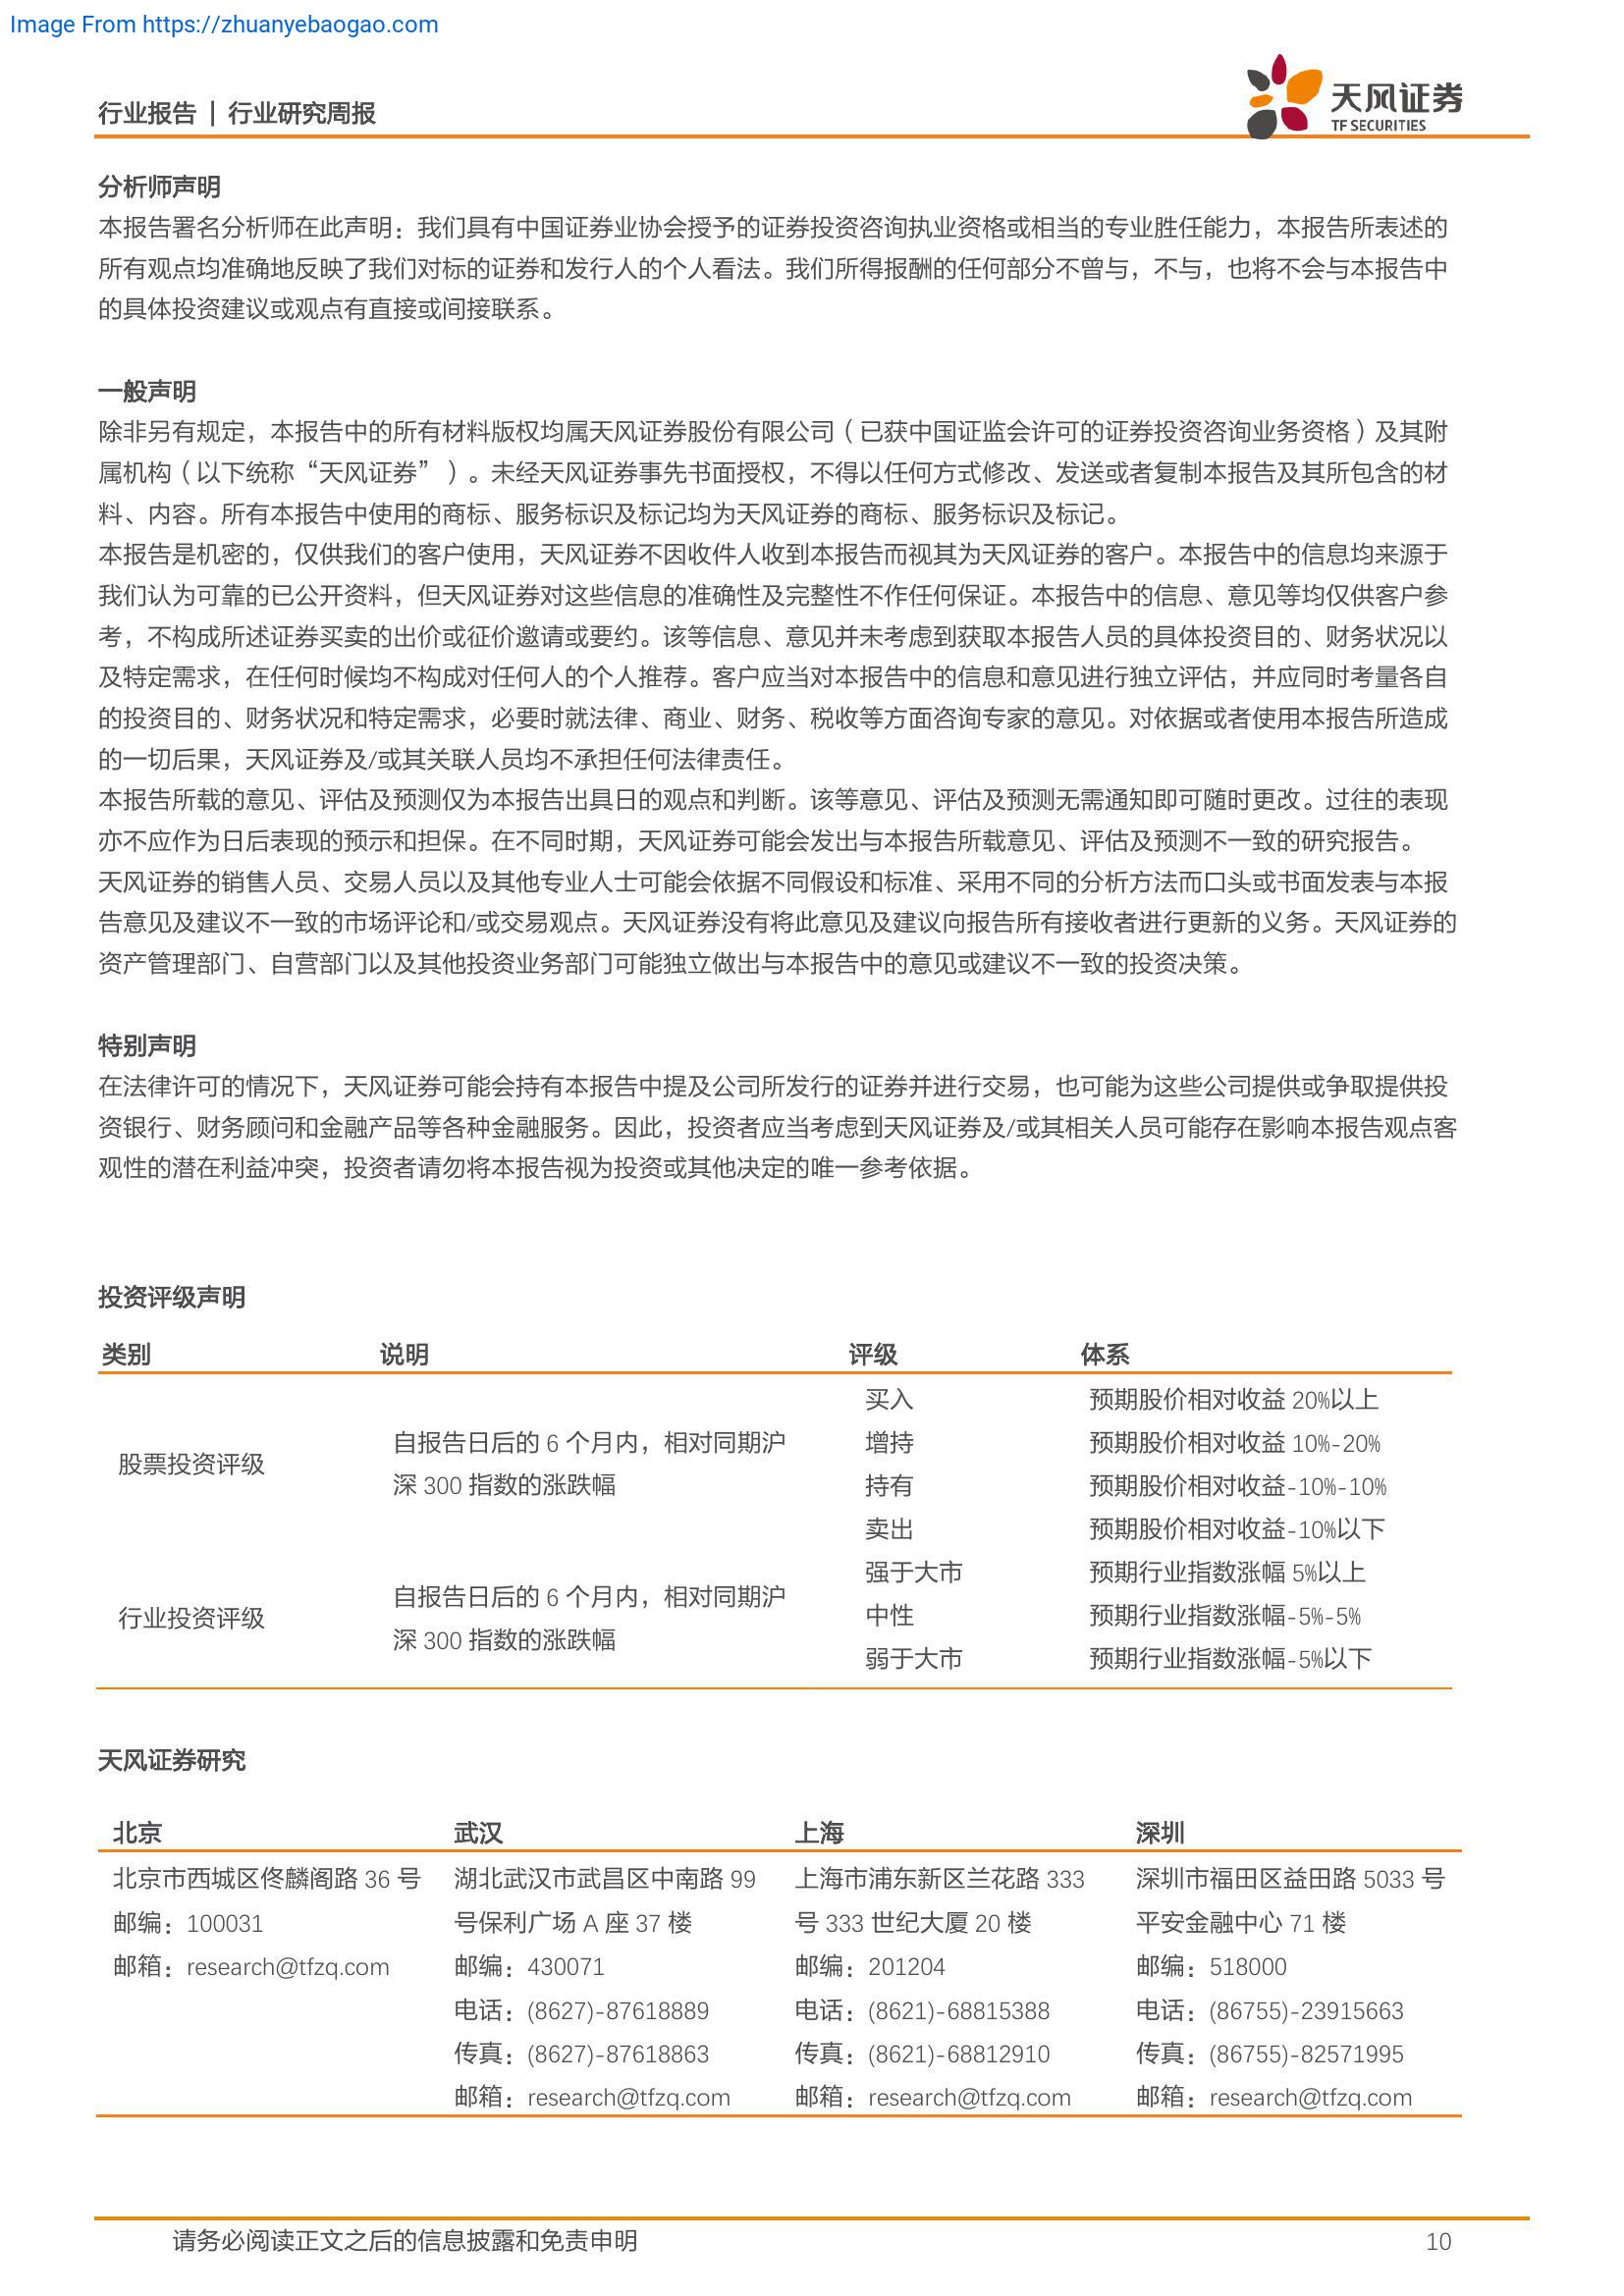 Image From https://zhuanyebaogao.com
行业报告 | 行业研究周报
天风证券
TF SECURITIES
分析师声明
本报告署名分析师在此声明：我们具有中国证券业协会授予的证券投资咨询执业资格或相当的专业胜任能力，本报告所表述的
所有观点均准确地反映了我们对标的证券和发行人的个人看法。我们所得报酬的任何部分不曾与，不与，也将不会与本报告中
的具体投资建议或观点有直接或间接联系。
一般声明
除非另有规定，本报告中的所有材料版权均属天风证券股份有限公司（已获中国证监会许可的证券投资咨询业务资格）及其附
属机构（以下统称“天风证券”）。未经天风证券事先书面授权，不得以任何方式修改、发送或者复制本报告及其所包含的材
料、内容。所有本报告中使用的商标、服务标识及标记均为天风证券的商标、服务标识及标记。
本报告是机密的，仅供我们的客户使用，天风证券不因收件人收到本报告而视其为天风证券的客户。本报告中的信息均来源于
我们认为可靠的已公开资料，但天风证券对这些信息的准确性及完整性不作任何保证。本报告中的信息、意见等均仅供客户参
考，不构成所述证券买卖的出价或征价邀请或要约。该等信息、意见并未考虑到获取本报告人员的具体投资目的、财务状况以
及特定需求，在任何时候均不构成对任何人的个人推荐。客户应当对本报告中的信息和意见进行独立评估，并应同时考量各自
的投资目的、财务状况和特定需求，必要时就法律、商业、财务、税收等方面咨询专家的意见。对依据或者使用本报告所造成
的一切后果，天风证券及/或其关联人员均不承担任何法律责任。
本报告所载的意见、评估及预测仅为本报告出具日的观点和判断。该等意见、评估及预测无需通知即可随时更改。过往的表现
亦不应作为日后表现的预示和担保。在不同时期，天风证券可能会发出与本报告所载意见、评估及预测不一致的研究报告。
天风证券的销售人员、交易人员以及其他专业人士可能会依据不同假设和标准、采用不同的分析方法而口头或书面发表与本报
告意见及建议不一致的市场评论和/或交易观点。天风证券没有将此意见及建议向报告所有接收者进行更新的义务。天风证券的
资产管理部门、自营部门以及其他投资业务部门可能独立做出与本报告中的意见或建议不一致的投资决策。
特别声明
在法律许可的情况下，天风证券可能会持有本报告中提及公司所发行的证券并进行交易，也可能为这些公司提供或争取提供投
资银行、财务顾问和金融产品等各种金融服务。因此，投资者应当考虑到天风证券及/或其相关人员可能存在影响本报告观点客
观性的潜在利益冲突，投资者请勿将本报告视为投资或其他决定的唯一参考依据。
投资评级声明
类别 说明 评级 体系
股票投资评级
自报告日后的 6 个月内，相对同期沪
深 300 指数的涨跌幅
买入 预期股价相对收益 20%以上
增持 预期股价相对收益 10%-20%
持有 预期股价相对收益-10%-10%
卖出 预期股价相对收益-10%以下
行业投资评级
自报告日后的 6 个月内，相对同期沪
深 300 指数的涨跌幅
强于大市 预期行业指数涨幅 5%以上
中性 预期行业指数涨幅-5%-5%
弱于大市 预期行业指数涨幅-5%以下
天风证券研究
北京 武汉 上海 深圳
北京市西城区佟麟阁路 36 号 湖北武汉市武昌区中南路 99 上海市浦东新区兰花路 333 深圳市福田区益田路 5033 号
邮编：100031 号保利广场 A 座 37 楼 号 333 世纪大厦 20 楼 平安金融中心 71 楼
邮箱：research@tfzq.com 邮编：430071 邮编：201204 邮编：518000
电话：(8627)-87618889 电话：(8621)-68815388 电话：(86755)-23915663
传真：(8627)-87618863 传真：(8621)-68812910 传真：(86755)-82571995
邮箱：research@tfzq.com 邮箱：research@tfzq.com 邮箱：research@tfzq.com
请务必阅读正文之后的信息披露和免责申明 10